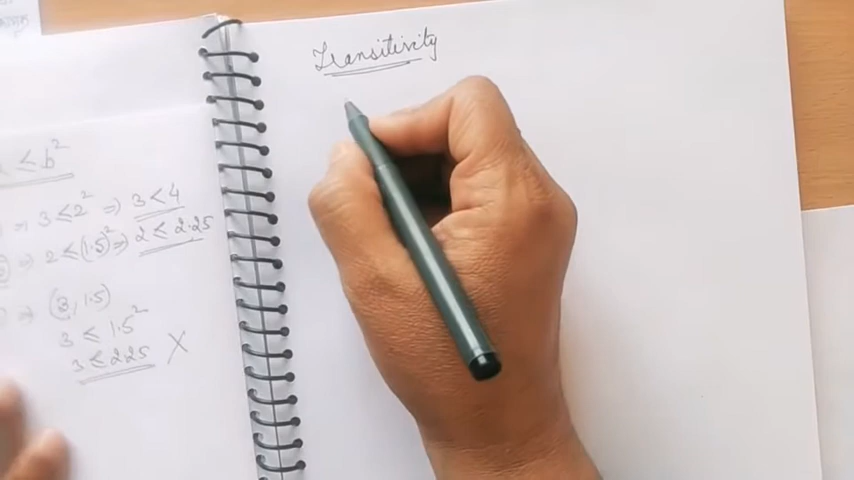 Transitivity
≤ b²
⇒ 3 ≤ 2² ⇒ 3 < 4
⇒ 2 ≤ (1.5)² ⇒ 2 ≤ 2.25
⇒ (3, 1.5)
3 ≤ 1.5²
3 ≤ 2.25 ×